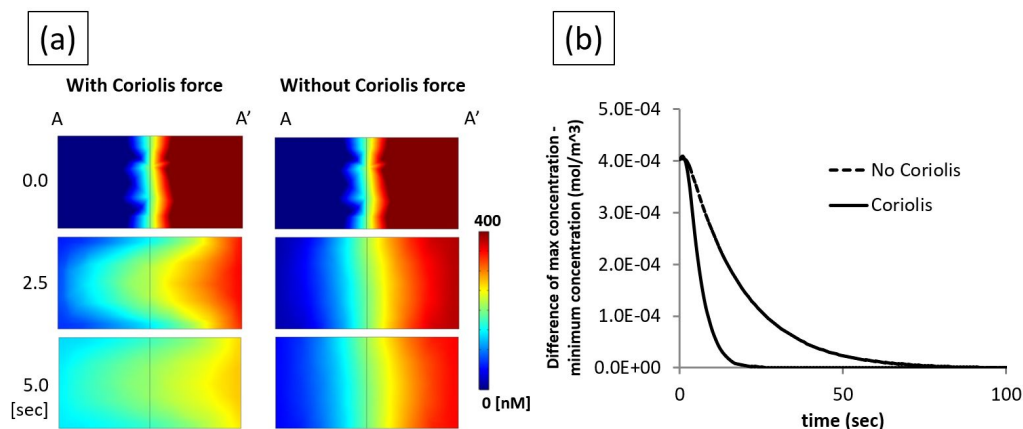 (a)
With Coriolis force
Without Coriolis force
A
A'
A
A'
0.0
2.5
5.0
[sec]
400
0 [nM]
(b)
Difference of max concentration -
minimum concentration (mol/m^3)
5.0E-04
4.0E-04
3.0E-04
2.0E-04
1.0E-04
0.0E+00
No Coriolis
Coriolis
0
50
100
time (sec)